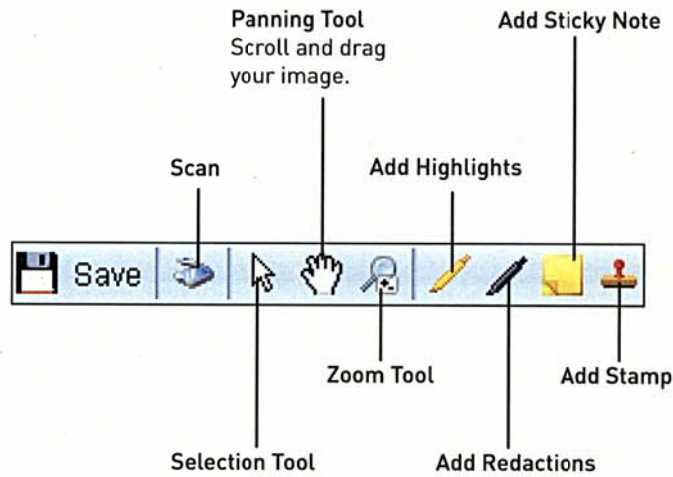 Panning Tool
Scroll and drag
your image.
Add Sticky Note
Scan
Add Highlights
Save
Zoom Tool
Add Stamp
Selection Tool
Add Redactions